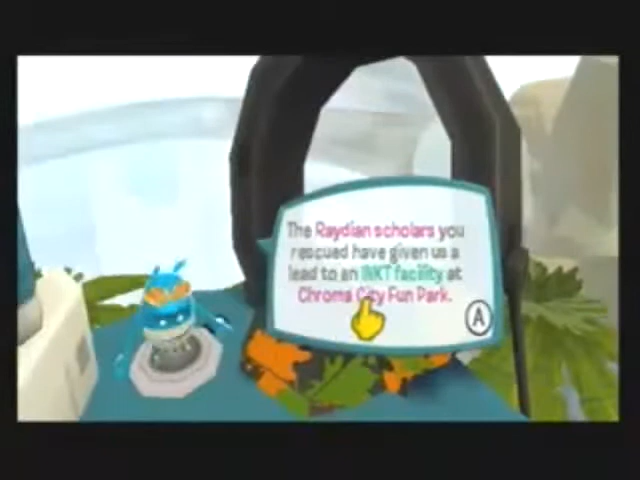 The Raydian scholars you
rescued have given us a
lead to an INKT facility at
Chroma City Fun Park.
A